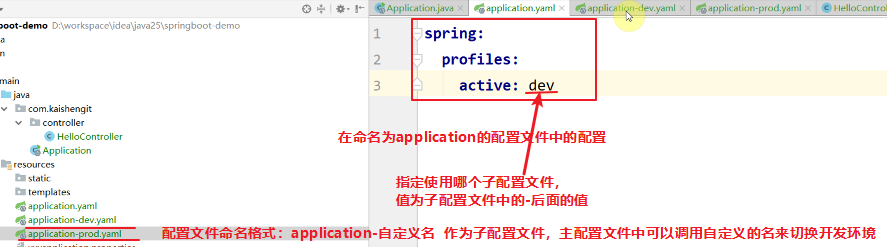 oot-demo D:\workspace\idea\java25\springboot-demo
a
n
main
java
com.kaishengit
controller
HelloController
Application
resources
static
templates
application.yaml
application-dev.yaml
application-prod.yaml
Application.java
application.yaml
application-dev.yaml
application-prod.yaml
HelloControll
1 spring:
2 profiles:
3 active: dev
在命名为application的配置文件中的配置
指定使用哪个子配置文件,
值为子配置文件中的-后面的值
配置文件命名格式：application-自定义名 作为子配置文件，主配置文件中可以调用自定义的名来切换开发环境